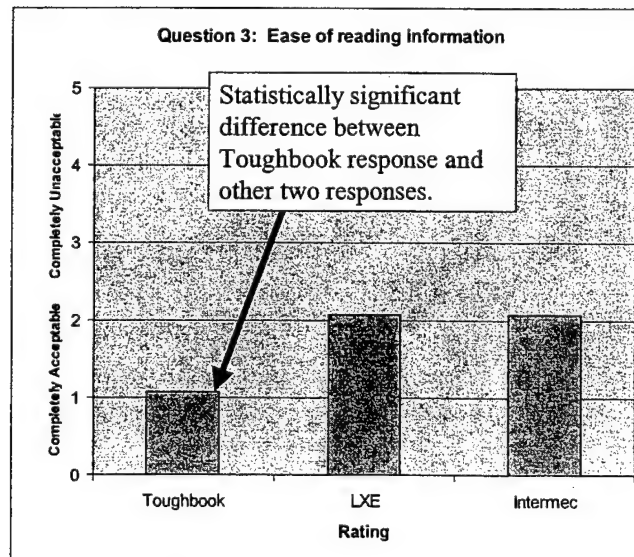 Question 3: Ease of reading information
Completely Unacceptable
Completely Acceptable
5
4
3
2
1
0
Statistically significant
difference between
Toughbook response and
other two responses.
Toughbook
LXE
Intermec
Rating